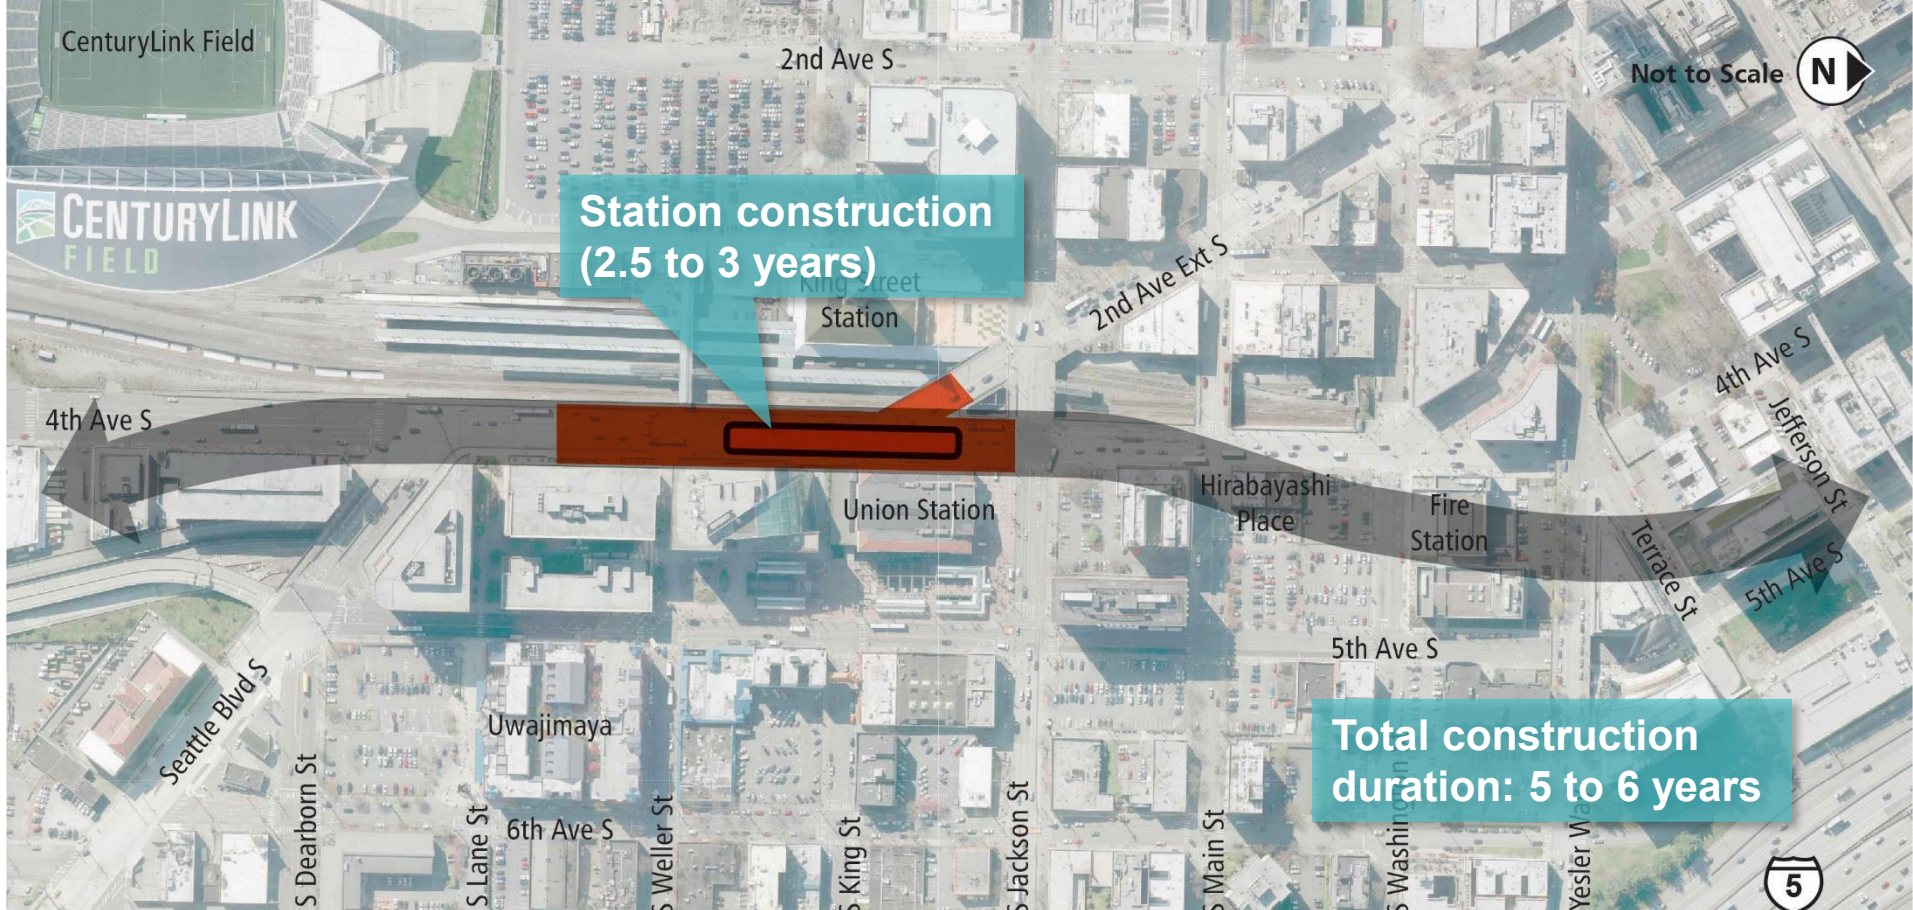 CenturyLink Field
2nd Ave S
Not to Scale
N
CENTURYLINK
FIELD
Station construction
(2.5 to 3 years)
King Street
Station
2nd Ave Ext S
4th Ave S
4th Ave S
Jefferson St
Union Station
Hirabayashi
Place
Fire
Station
Terrace St
5th Ave S
5th Ave S
Seattle Blvd S
Uwajimaya
Total construction
duration: 5 to 6 years
S Dearborn St
S Lane St
6th Ave S
S Weller St
S King St
S Jackson St
S Main St
S Washington
Yesler Wa
5